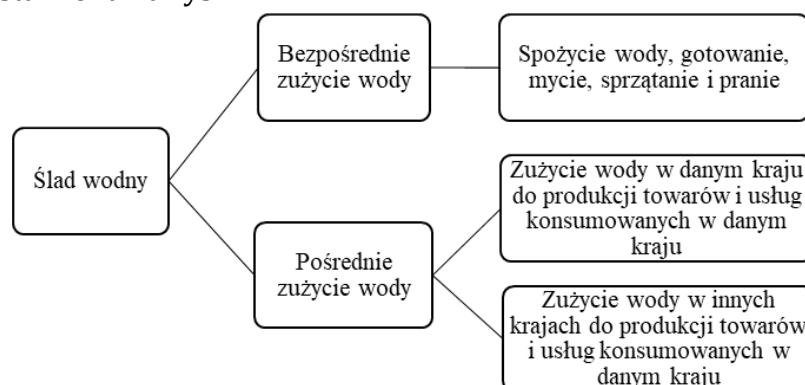 Bezpośrednie
zużycie wody
Spożycie wody, gotowanie,
mycie, sprzątanie i pranie
Ślad wodny
Zużycie wody w danym kraju
do produkcji towarów i usług
konsumowanych w danym
kraju
Pośrednie
zużycie wody
Zużycie wody w innych
krajach do produkcji towarów
i usług konsumowanych w
danym kraju